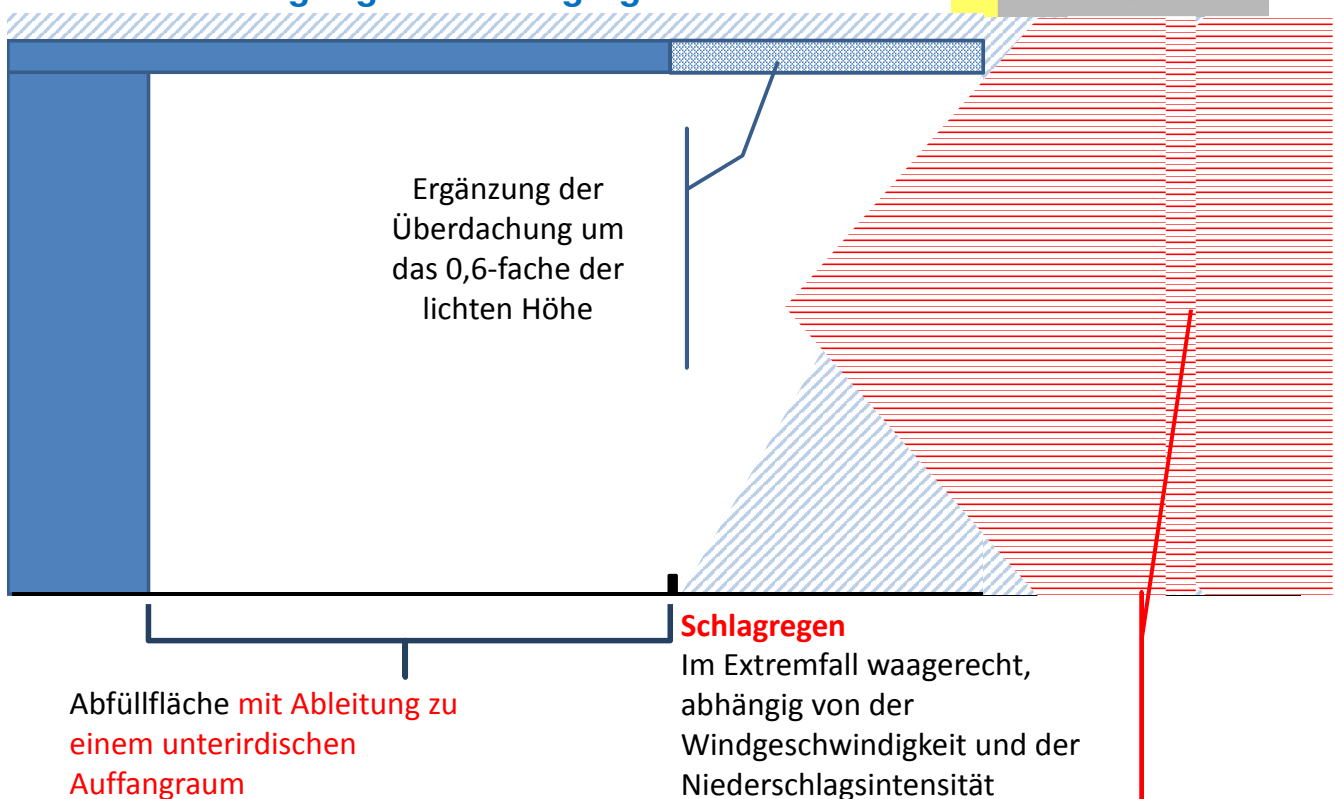 Ergänzung der
Überdachung um
das 0,6-fache der
lichten Höhe
Schlagregen
Im Extremfall waagerecht,
abhängig von der
Windgeschwindigkeit und der
Niederschlagsintensität
Abfüllfläche mit Ableitung zu
einem unterirdischen
Auffangraum